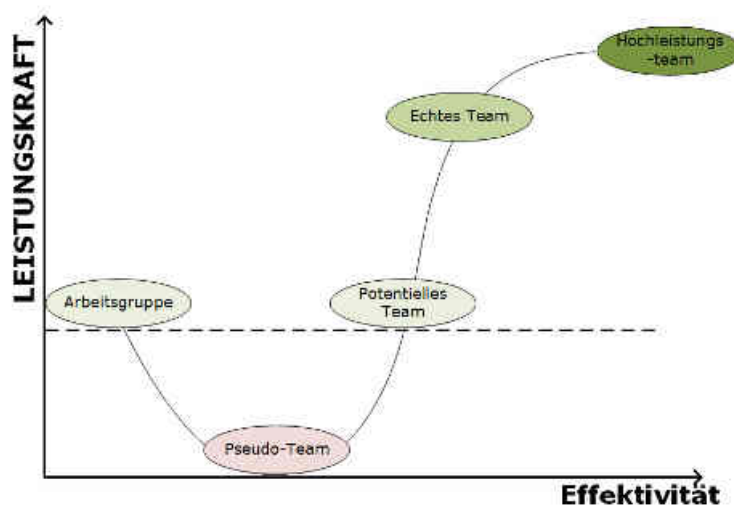 LEISTUNGSKRAFT
Hochleistungs
-team
Echtes Team
Arbeitsgruppe
Potentielles
Team
Pseudo-Team
Effektivität